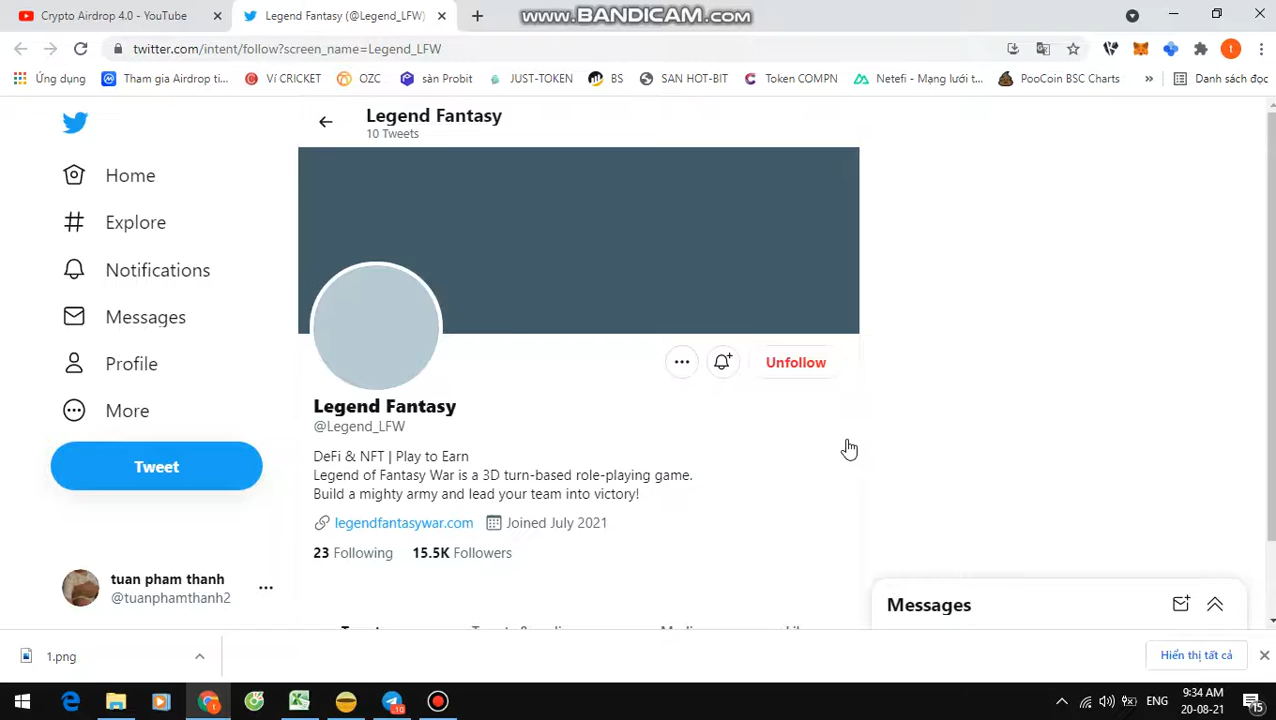 Crypto Airdrop 4.0 - YouTube
Legend Fantasy (@Legend_LFW)
WWW.BANDICAM.COM
twitter.com/intent/follow?screen_name=Legend_LFW
Ứng dụng
Tham gia Airdrop ti...
Ví CRICKET
OZC
sàn Probit
JUST-TOKEN
BS
SAN HOT-BIT
Token COMPN
Netefi - Mạng lưới t...
PooCoin BSC Charts
»
Danh sách đọc
Legend Fantasy
10 Tweets
Home
Explore
Notifications
Messages
Profile
More
Tweet
Unfollow
Legend Fantasy
@Legend_LFW
DeFi & NFT | Play to Earn
Legend of Fantasy War is a 3D turn-based role-playing game.
Build a mighty army and lead your team into victory!
legendfantasywar.com
Joined July 2021
23 Following
15.5K Followers
tuan pham thanh
@tuanphamthanh2
Messages
1.png
Hiển thị tất cả
10
ENG
9:34 AM
20-08-21
15